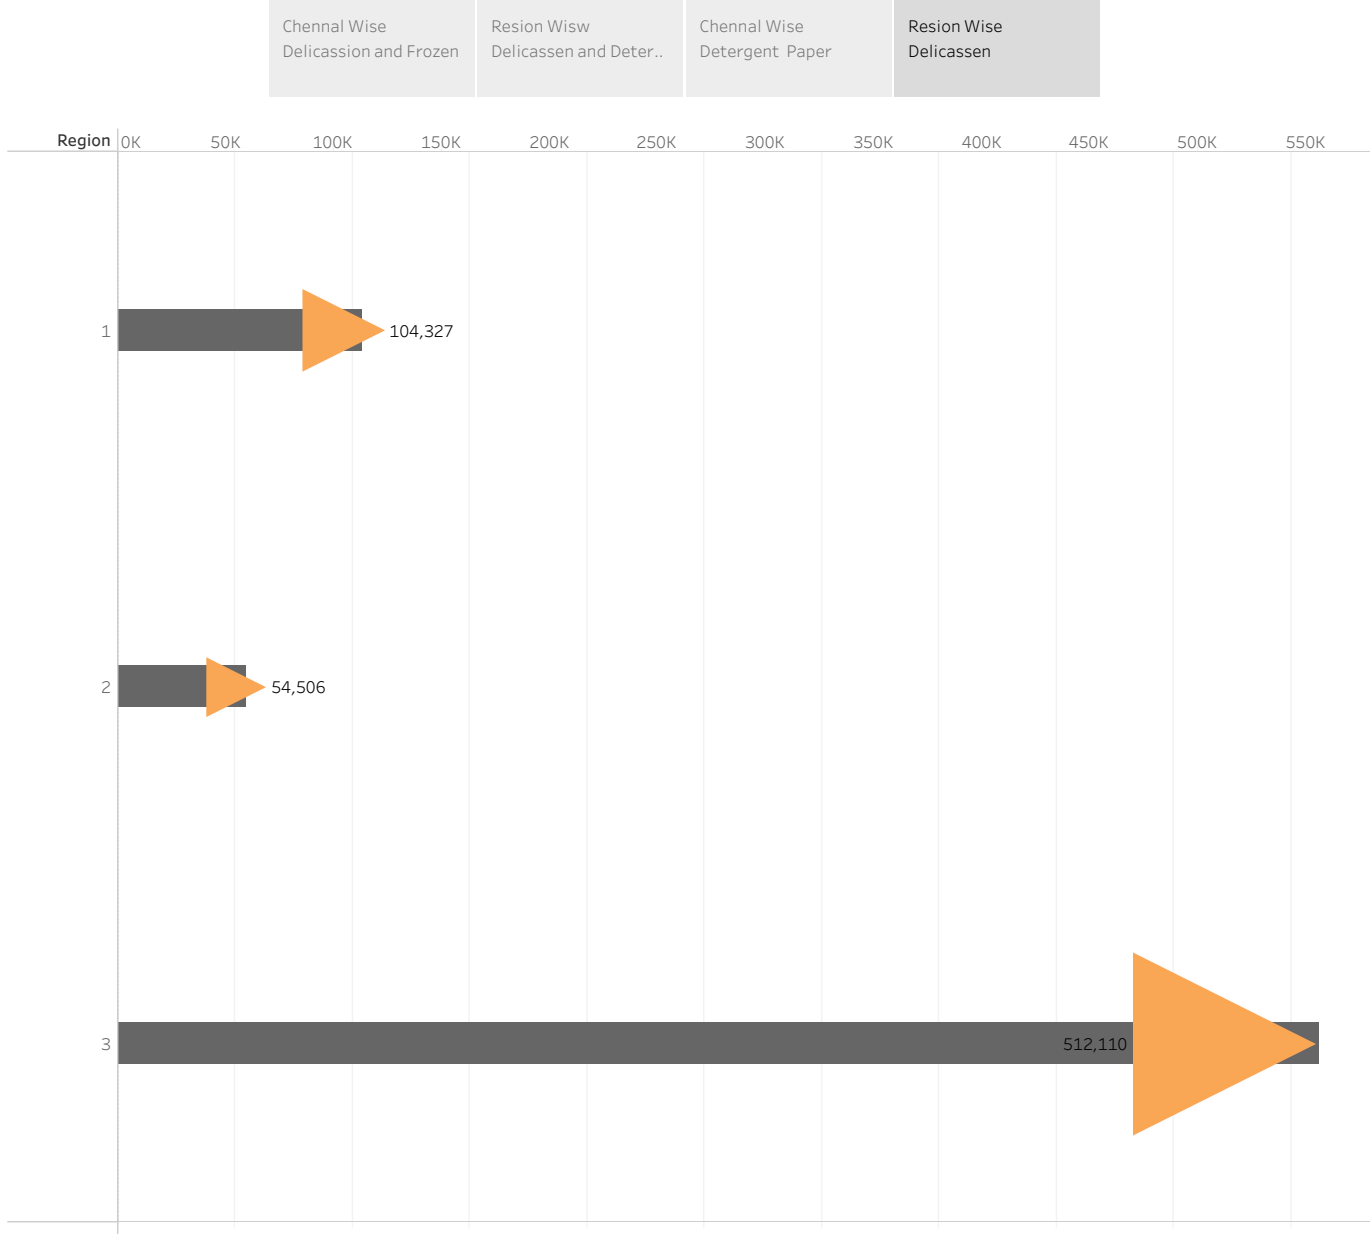 Chennal Wise
Delicassion and Frozen
Resion Wisw
Delicassen and Deter..
Chennal Wise
Detergent  Paper
Resion Wise
Delicassen
Region 0K 50K 100K 150K 200K 250K 300K 350K 400K 450K 500K 550K
1 104,327
2 54,506
3 512,110